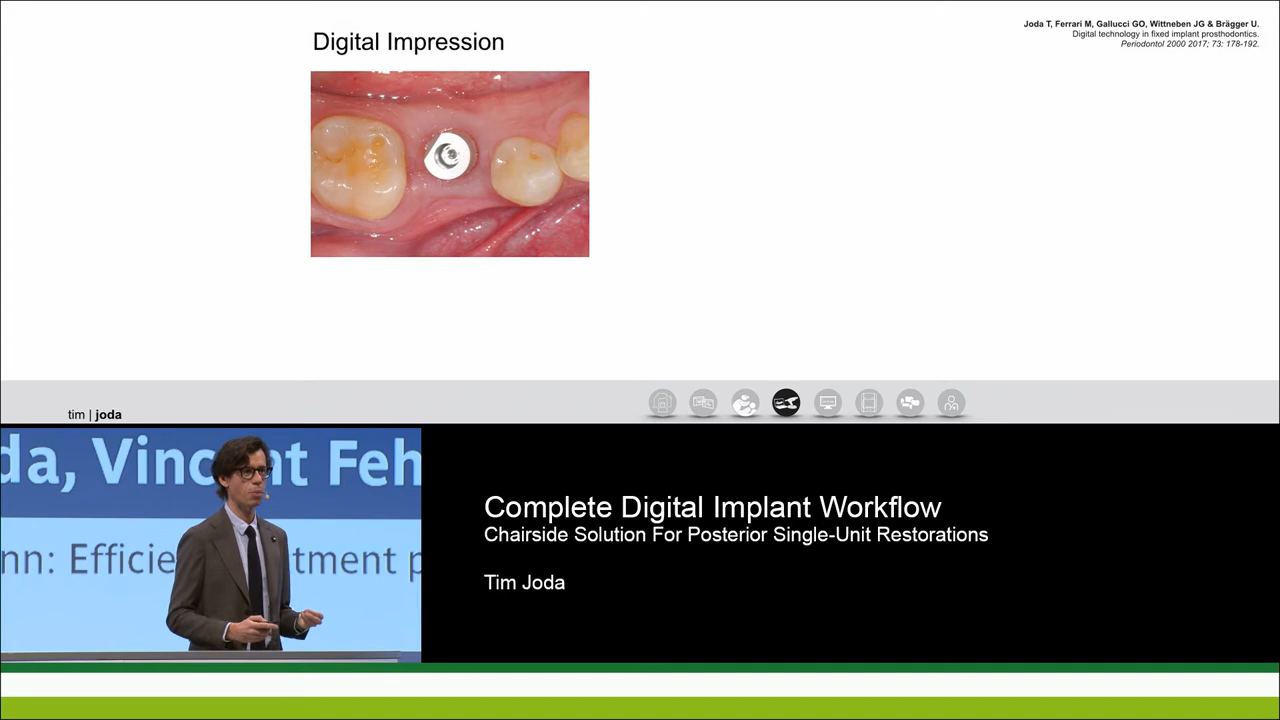 Digital Impression
Joda T, Ferrari M, Gallucci GO, Wittneben JG & Brägger U.
Digital technology in fixed implant prosthodontics.
Periodontol 2000 2017; 73: 178-192.
tim | joda
da, Vincent Feh
nn: Efficie tment p
Complete Digital Implant Workflow
Chairside Solution For Posterior Single-Unit Restorations
Tim Joda